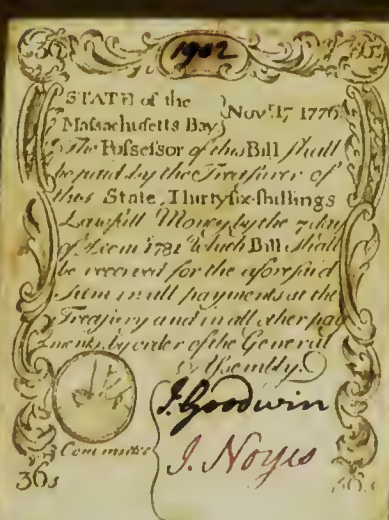 36s 1902 36s
STATE of the
Massachusetts Bay } Novr. 17 1776
The Possessor of this Bill shall
be paid by the Treasurer of
this State, Thirty six shillings
Lawfull Money by the 7 day
of Decem 1781 which Bill shall
be received for the aforesaid
Sum in all payments at the
Treasury and in all other pay
ments by order of the General
Assembly.
J. Goodwin
Committee
J. Noyes
36s 36s